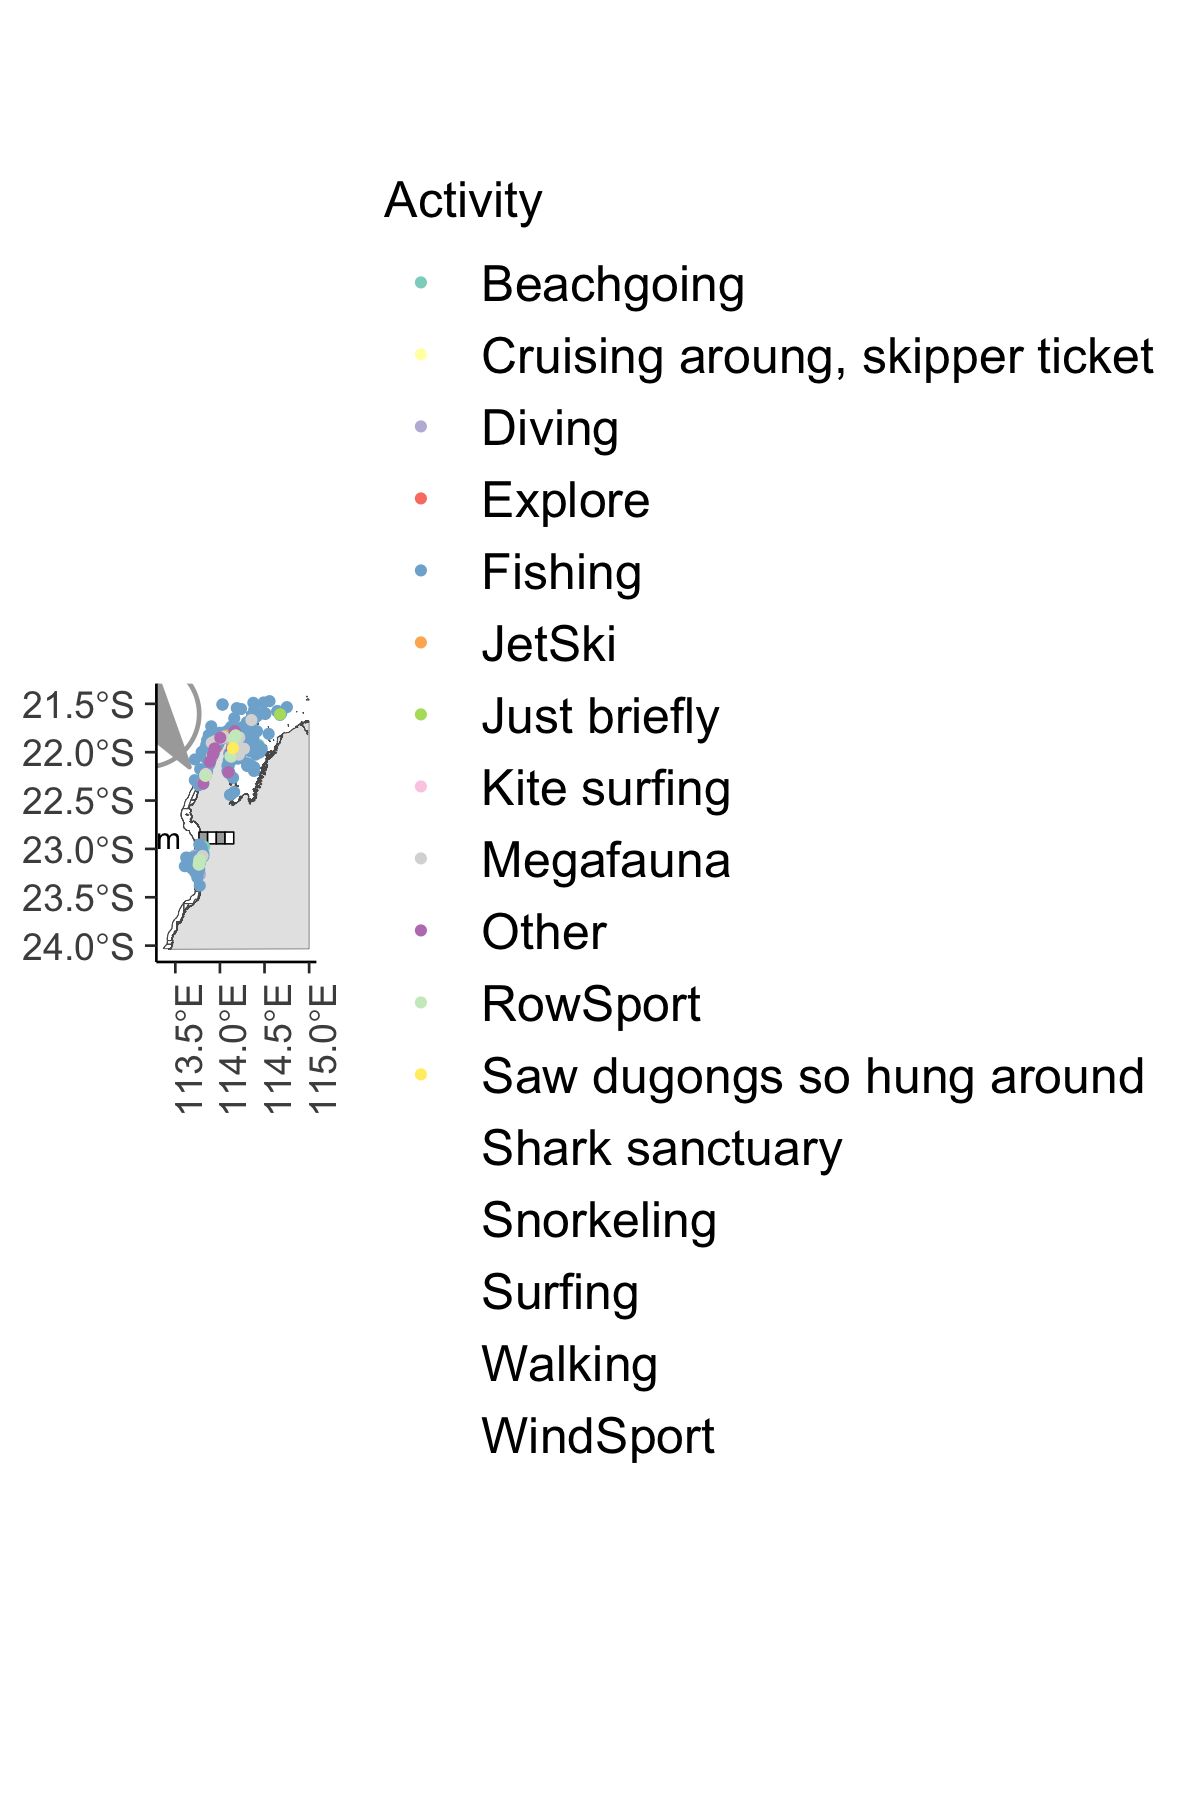 Activity
Beachgoing
Cruising aroung, skipper ticket
Diving
Explore
Fishing
JetSki
Just briefly
Kite surfing
Megafauna
Other
RowSport
Saw dugongs so hung around
Shark sanctuary
Snorkeling
Surfing
Walking
WindSport
21.5°S
22.0°S
22.5°S
23.0°S
23.5°S
24.0°S
m
113.5°E
114.0°E
114.5°E
115.0°E